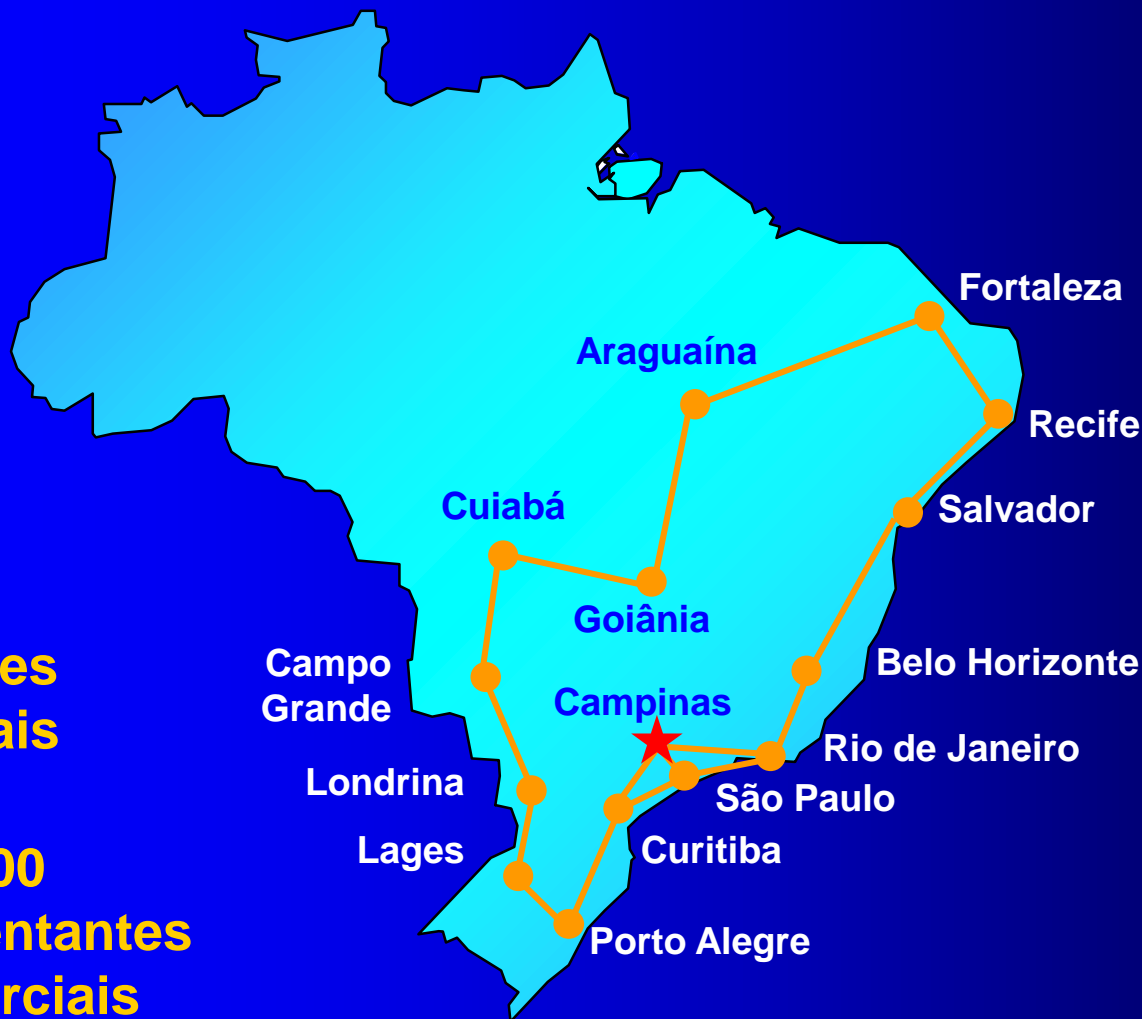 Fortaleza
Araguaína
Recife
Cuiabá
Salvador
Goiânia
Campo
Grande
Belo Horizonte
Campinas
Rio de Janeiro
Londrina
São Paulo
Lages
Curitiba
Porto Alegre
es
ais
00
entantes
rciais